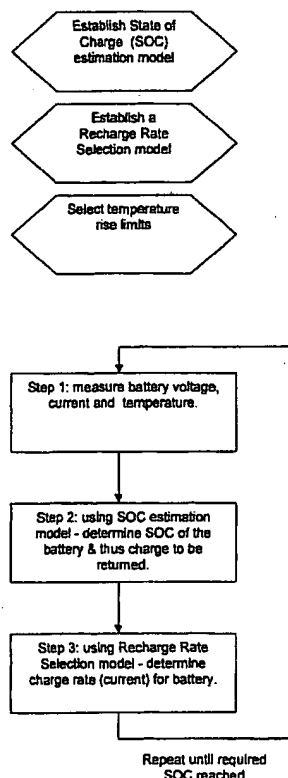 Establish State of
Charge (SOC)
estimation model
Establish a
Recharge Rate
Selection model
Select temperature
rise limits
Step 1: measure battery voltage,
current and temperature.
Step 2: using SOC estimation
model - determine SOC of the
battery & thus charge to be
returned.
Step 3: using Recharge Rate
Selection model - determine
charge rate (current) for battery.
Repeat until required
SOC reached